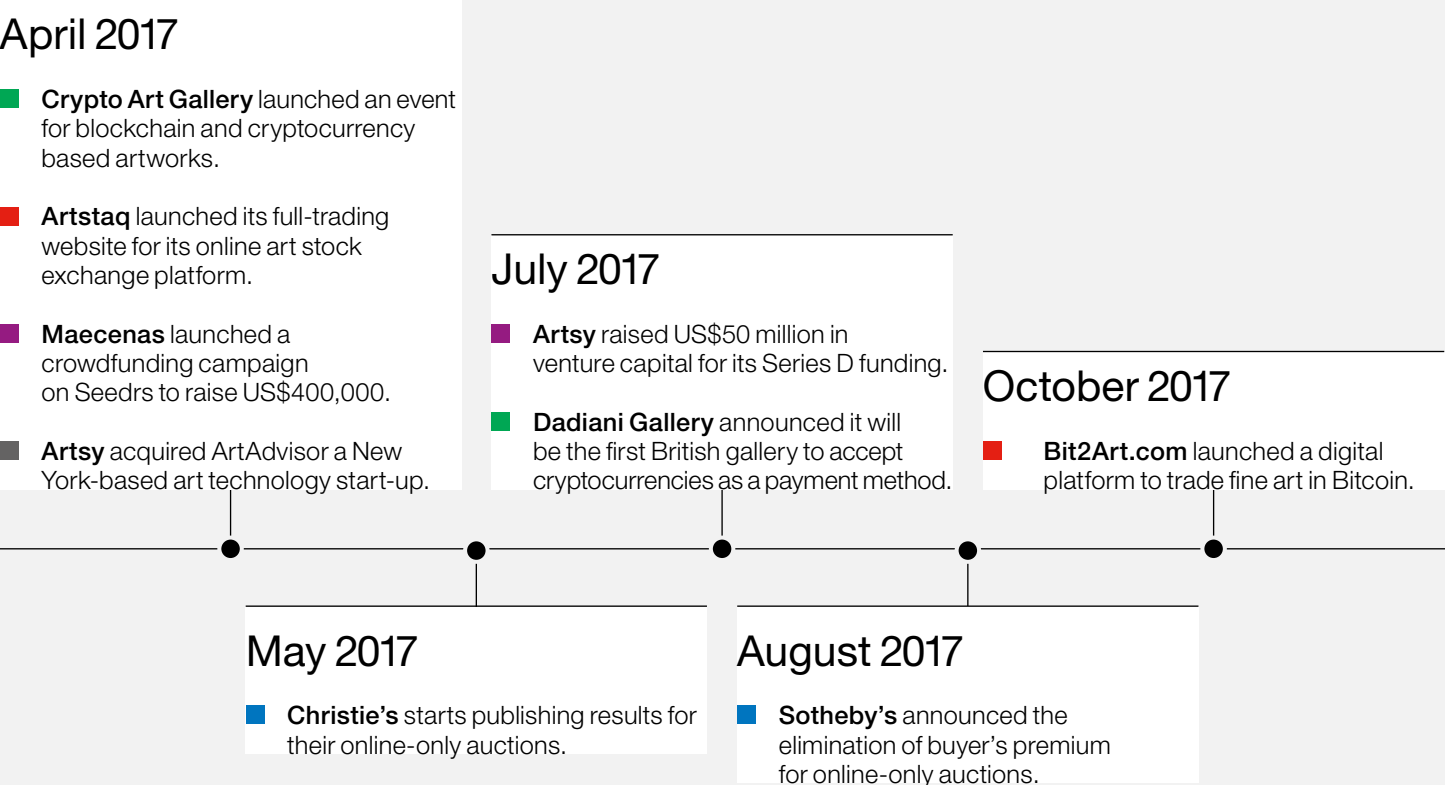 April 2017
Crypto Art Gallery launched an event
for blockchain and cryptocurrency
based artworks.
Artstaq launched its full-trading
website for its online art stock
exchange platform.
Maecenas launched a
crowdfunding campaign
on Seedrs to raise US$400,000.
Artsy acquired ArtAdvisor a New
York-based art technology start-up.
May 2017
Christie's starts publishing results for
their online-only auctions.
July 2017
Artsy raised US$50 million in
venture capital for its Series D funding.
Dadiani Gallery announced it will
be the first British gallery to accept
cryptocurrencies as a payment method.
August 2017
Sotheby's announced the
elimination of buyer's premium
for online-only auctions.
October 2017
Bit2Art.com launched a digital
platform to trade fine art in Bitcoin.